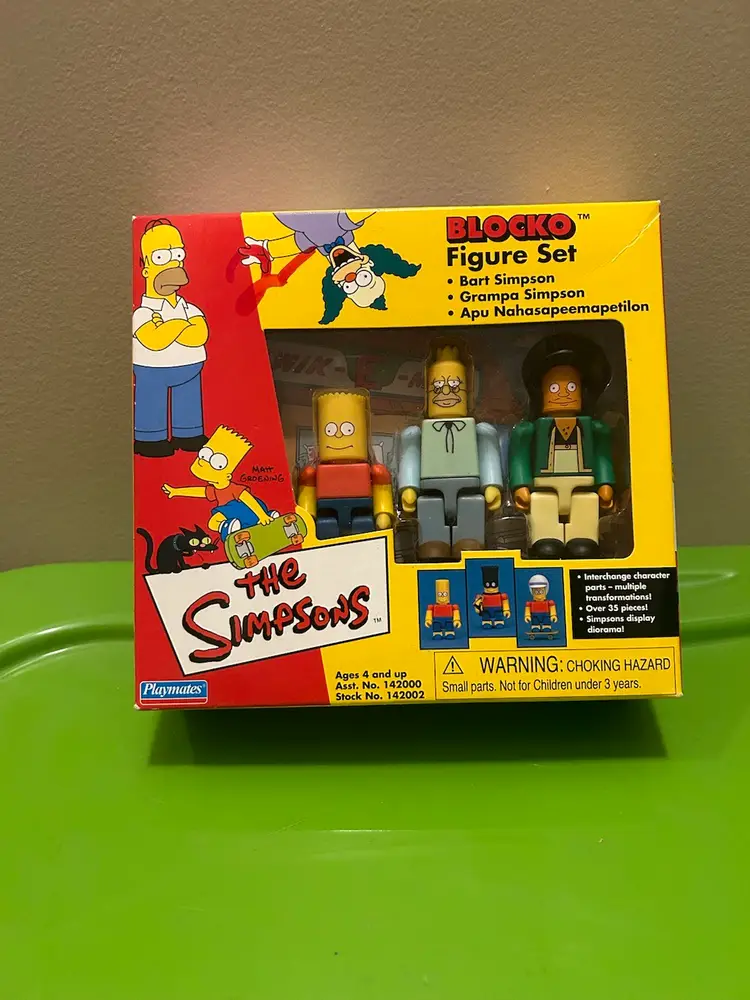 BLOCKO™
Figure Set
• Bart Simpson
• Grampa Simpson
• Apu Nahasapeemapetilon
MATT
GROENING
THE
SIMPSONS™
Playmates®
Ages 4 and up
Asst. No. 142000
Stock No. 142002
• Interchange character
parts – multiple
transformations!
• Over 35 pieces!
• Simpsons display
diorama!
WARNING: CHOKING HAZARD
Small parts. Not for Children under 3 years.